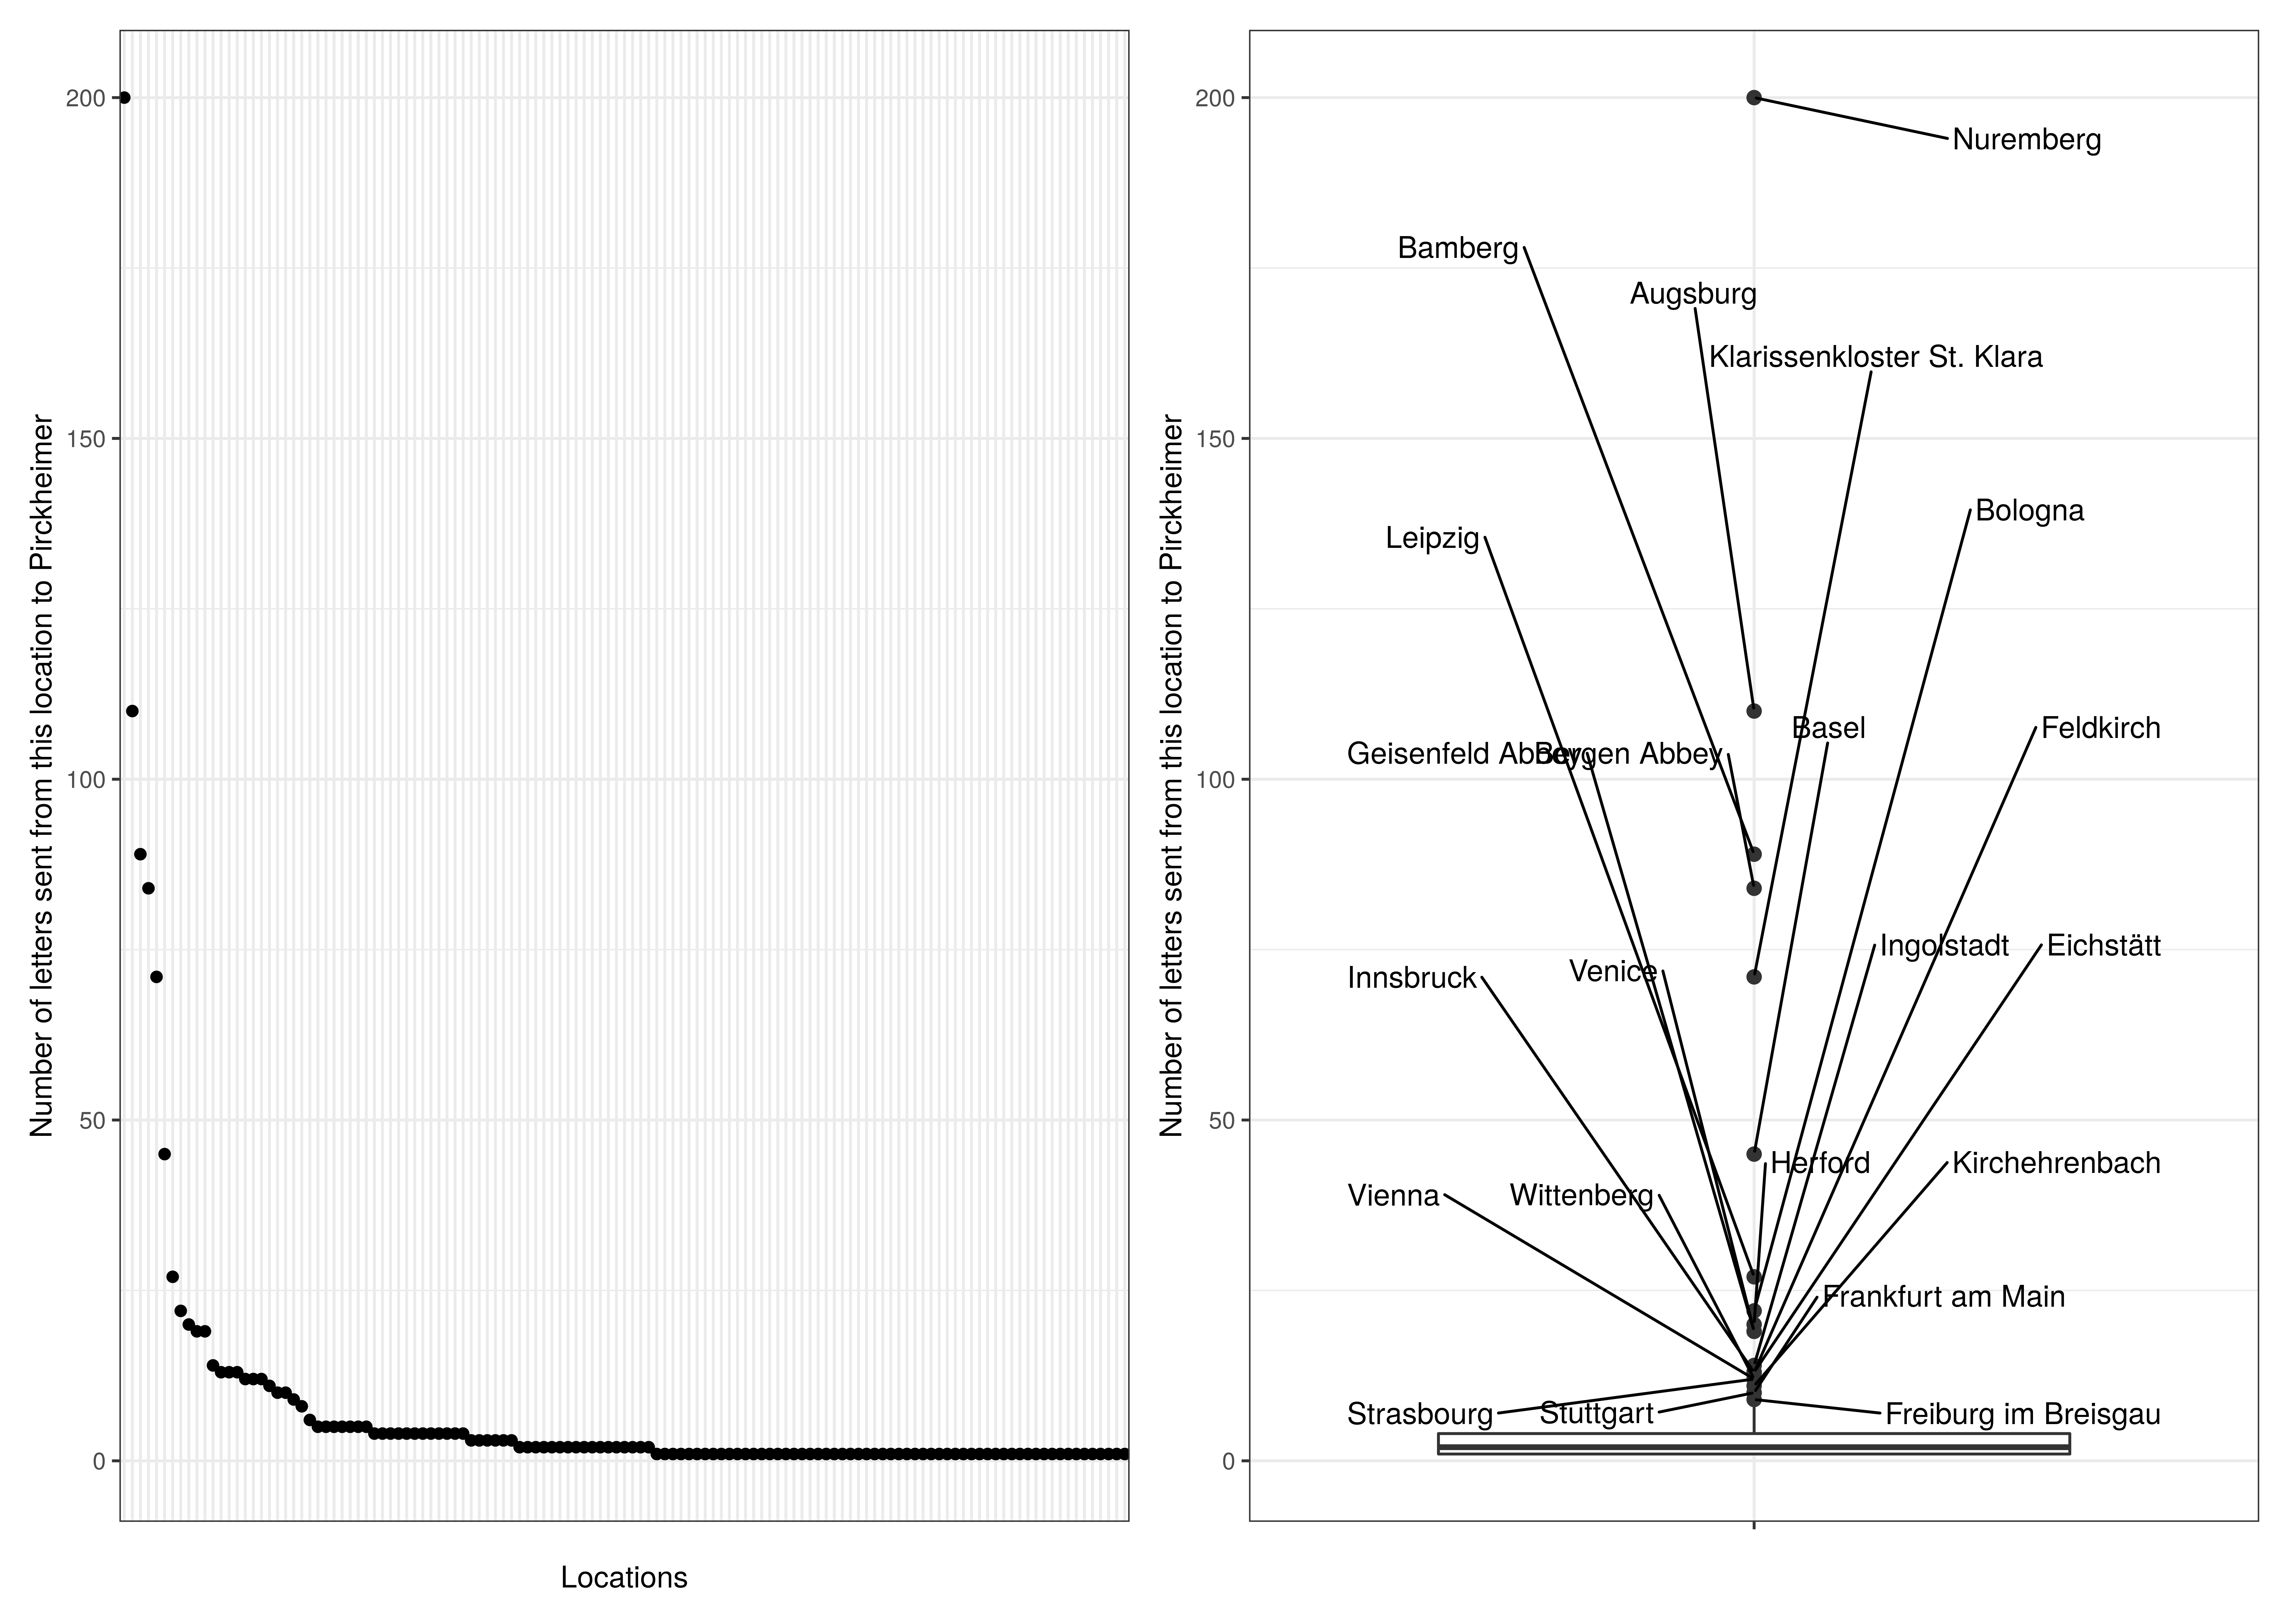 Number of letters sent from this location to Pirckheimer
200
150
100
50
0
Locations
Number of letters sent from this location to Pirckheimer
200
150
100
50
0
Nuremberg
Bamberg
Augsburg
Klarissenkloster St. Klara
Bologna
Leipzig
Basel
Feldkirch
Geisenfeld Abbey
Bergen Abbey
Ingolstadt
Eichstätt
Venice
Innsbruck
Herford
Kirchehrenbach
Vienna
Wittenberg
Frankfurt am Main
Strasbourg
Stuttgart
Freiburg im Breisgau